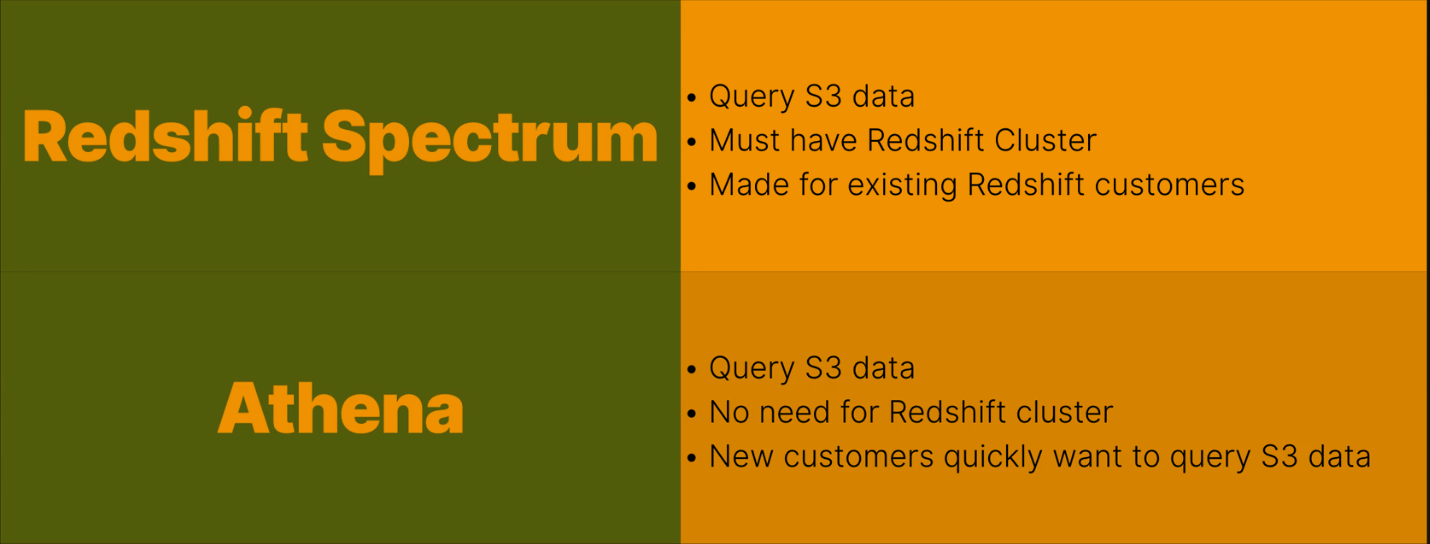 Redshift Spectrum
• Query S3 data
• Must have Redshift Cluster
• Made for existing Redshift customers
Athena
• Query S3 data
• No need for Redshift cluster
• New customers quickly want to query S3 data